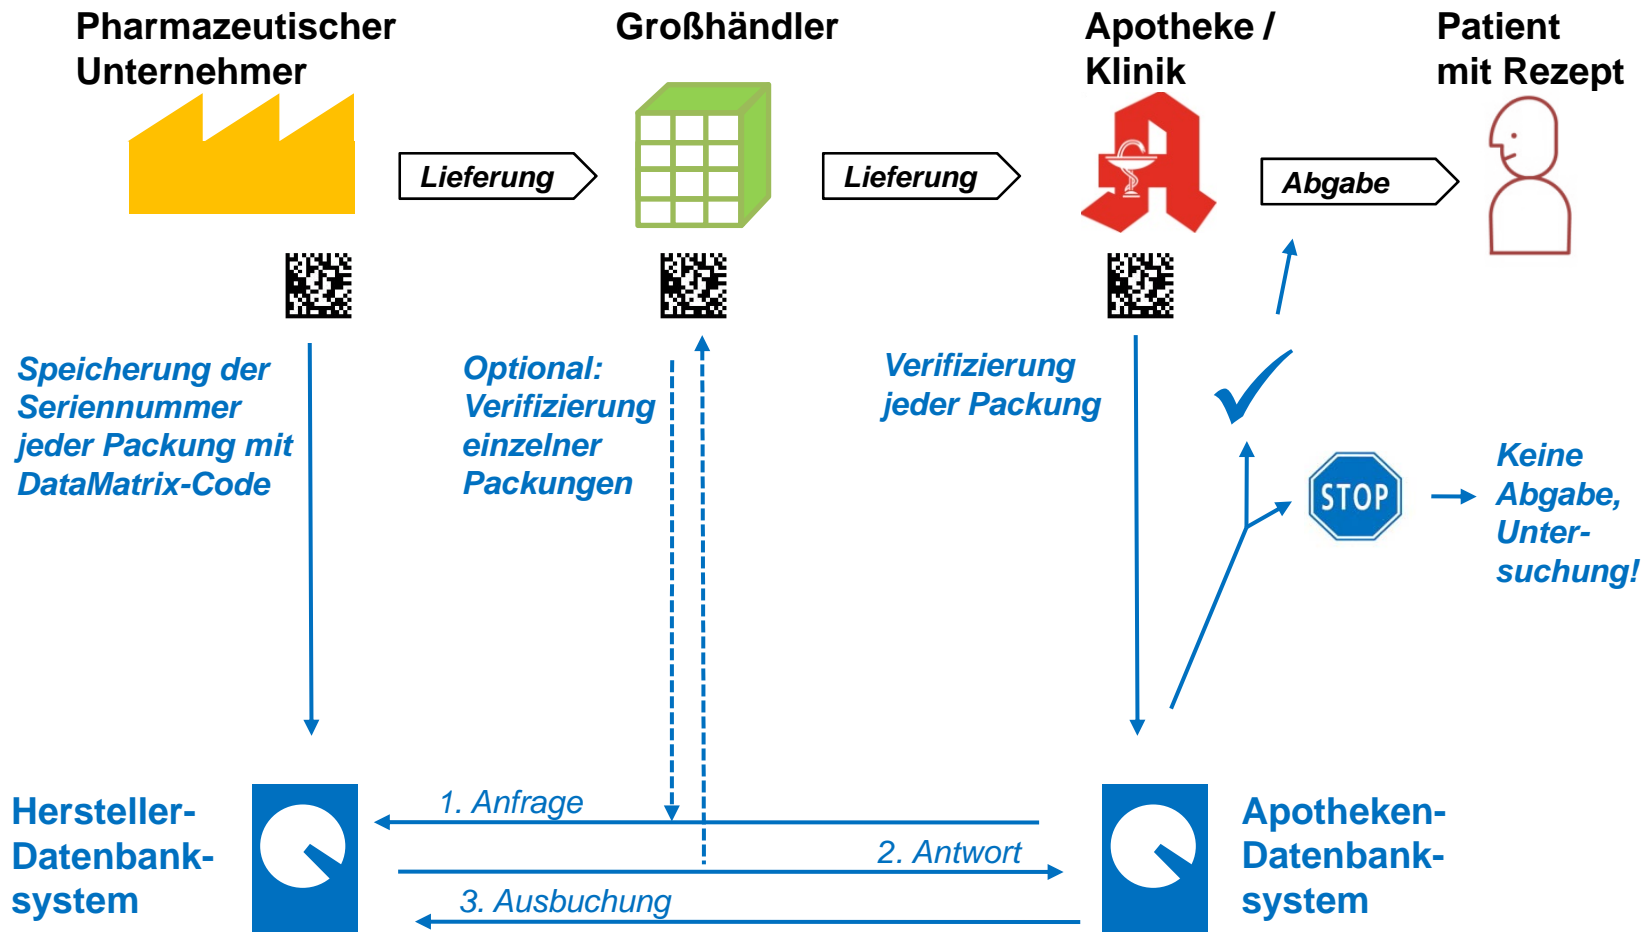 Pharmazeutischer
Unternehmer
Großhändler
Apotheke /
Klinik
Patient
mit Rezept
Lieferung
Lieferung
Abgabe
Speicherung der
Seriennummer
jeder Packung mit
DataMatrix-Code
Optional:
Verifizierung
einzelner
Packungen
Verifizierung
jeder Packung
STOP
Keine
Abgabe,
Unter-
suchung!
Hersteller-
Datenbank-
system
1. Anfrage
2. Antwort
3. Ausbuchung
Apotheken-
Datenbank-
system